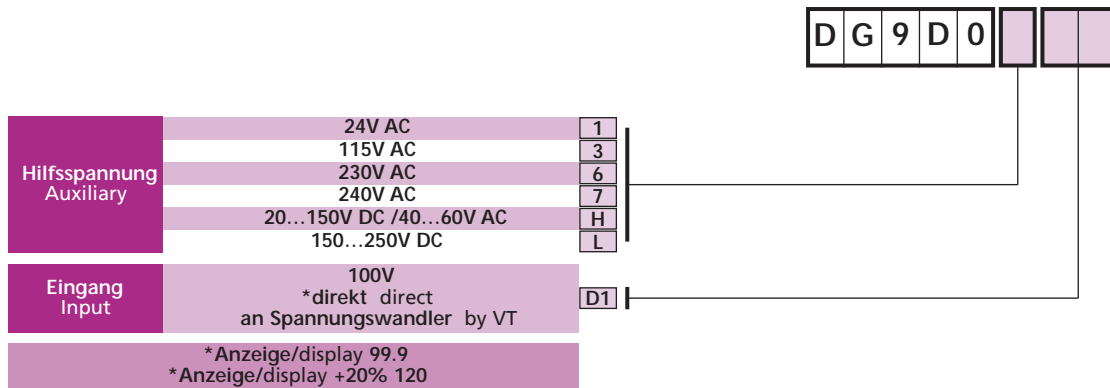 D G 9 D 0
24V AC 1
115V AC 3
Hilfsspannung 230V AC 6
Auxiliary 240V AC 7
20...150V DC /40...60V AC H
150...250V DC L
Eingang 100V
Input *direkt direct D1
an Spannungswandler by VT
*Anzeige/display 99.9
*Anzeige/display +20% 120